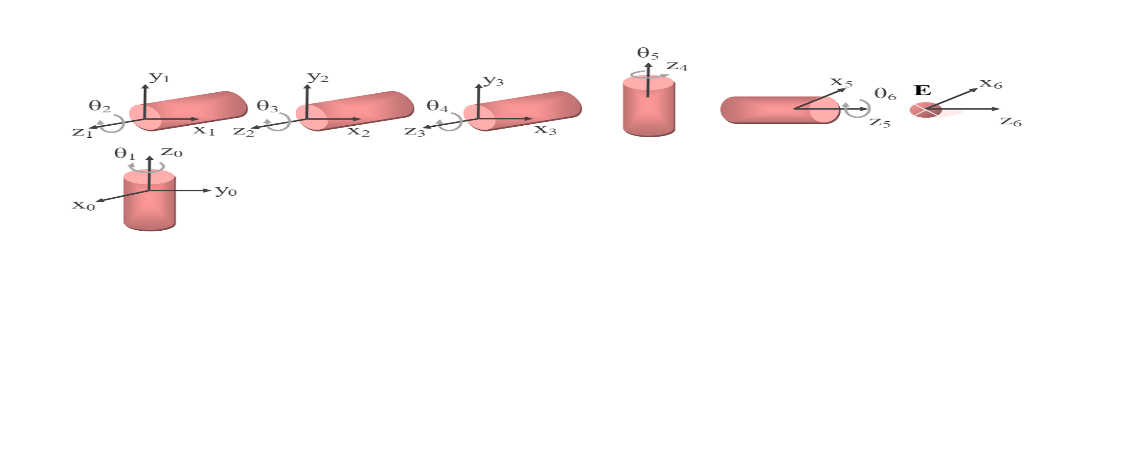 θ₅
z₄
y₁
y₂
y₃
x₅
θ₆
E
x₆
θ₂
θ₃
θ₄
z₁
x₁
z₂
x₂
z₃
x₃
z₅
z₆
θ₁
z₀
x₀
y₀